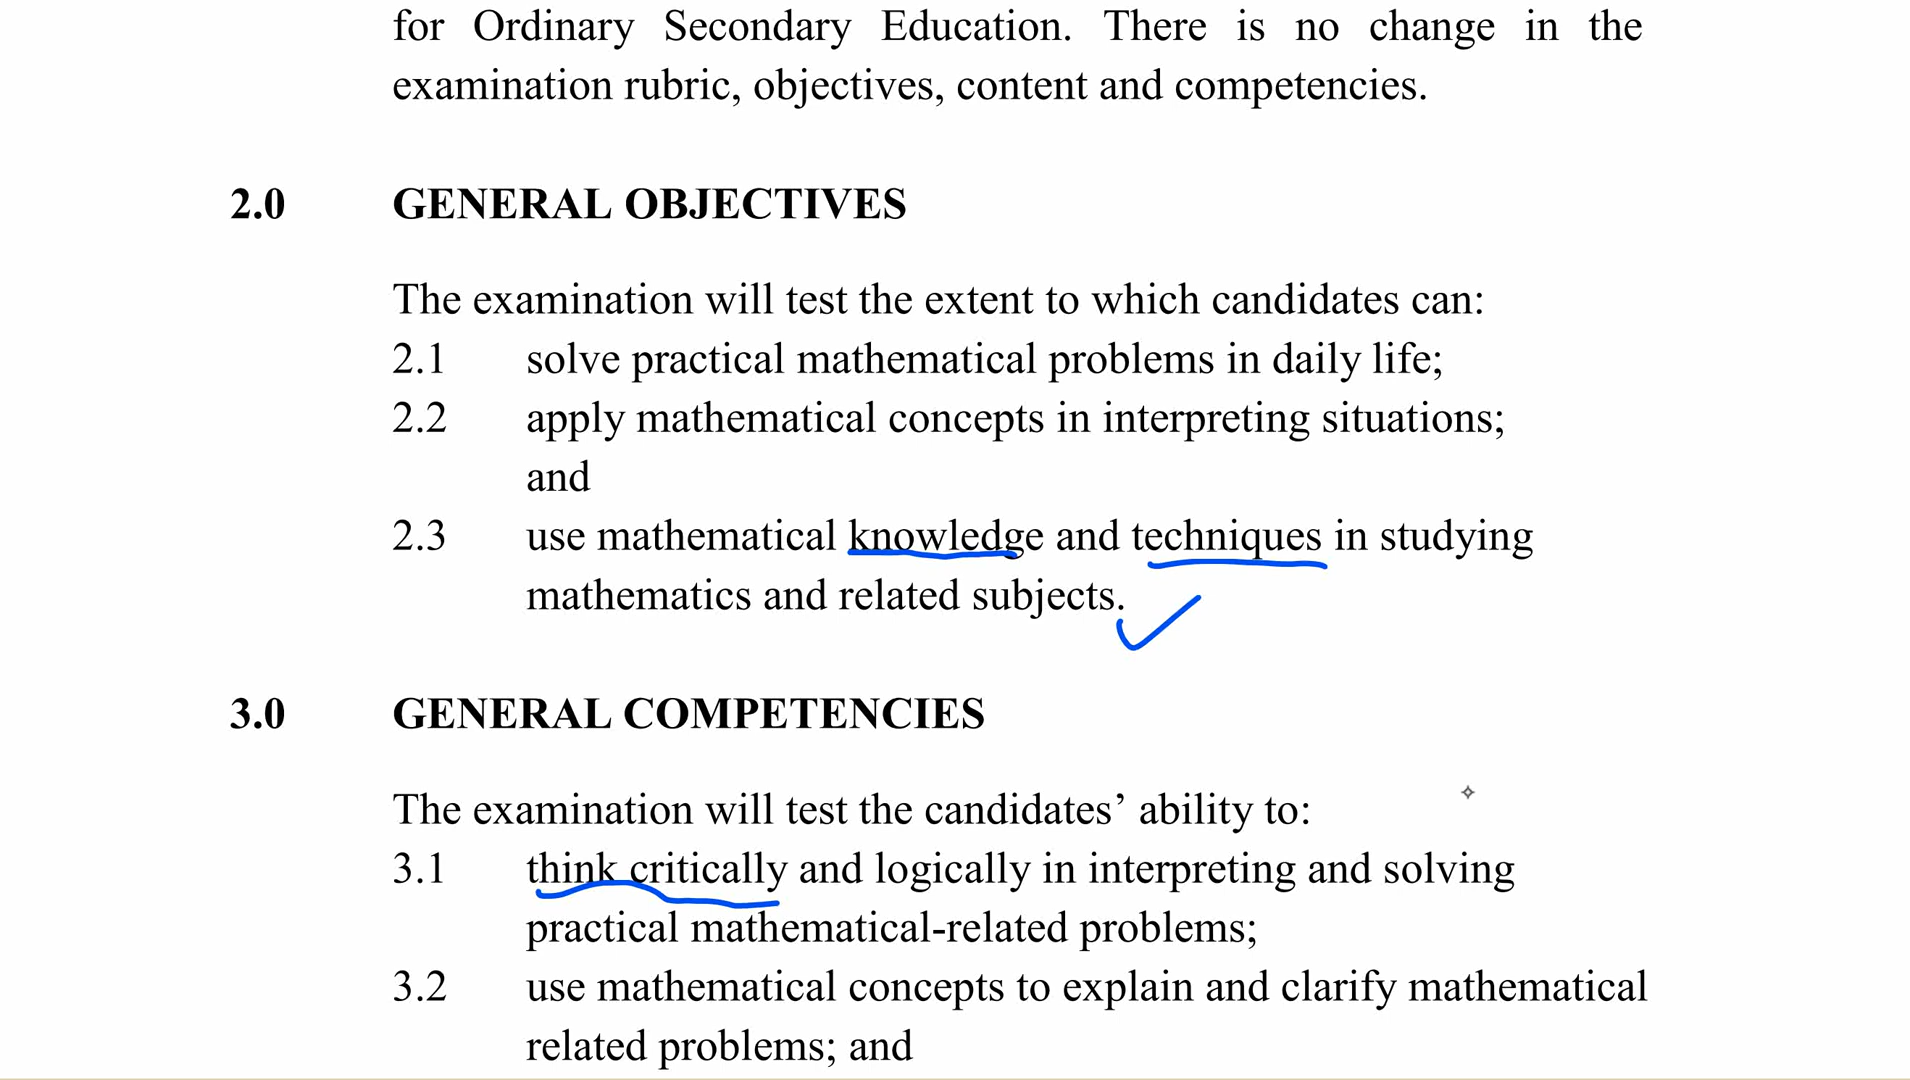 for Ordinary Secondary Education. There is no change in the
examination rubric, objectives, content and competencies.
2.0 GENERAL OBJECTIVES
The examination will test the extent to which candidates can:
2.1 solve practical mathematical problems in daily life;
2.2 apply mathematical concepts in interpreting situations;
and
2.3 use mathematical knowledge and techniques in studying
mathematics and related subjects.
3.0 GENERAL COMPETENCIES
The examination will test the candidates’ ability to:
3.1 think critically and logically in interpreting and solving
practical mathematical-related problems;
3.2 use mathematical concepts to explain and clarify mathematical
related problems; and